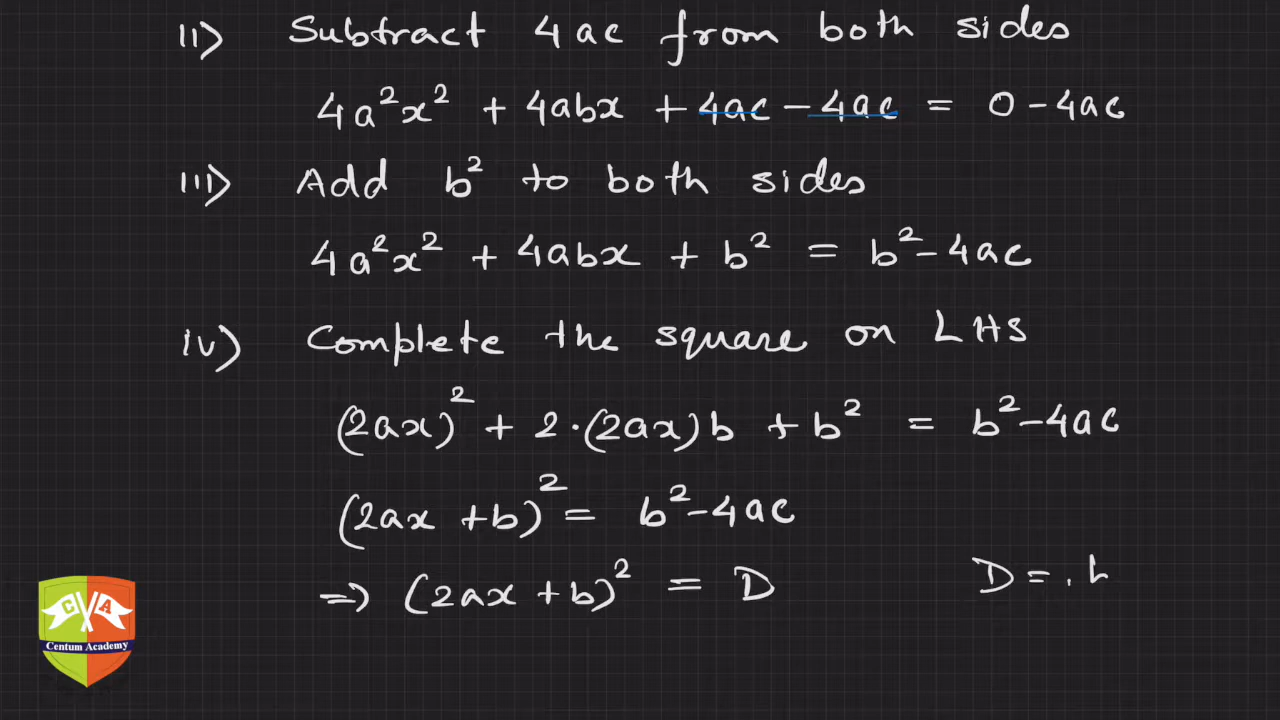 ii) Subtract 4ac from both sides
4a²x² + 4abx + 4ac - 4ac = 0 - 4ac
iii) Add b² to both sides
4a²x² + 4abx + b² = b² - 4ac
iv) Complete the square on LHS
(2ax)² + 2·(2ax)b + b² = b² - 4ac
(2ax + b)² = b² - 4ac
=> (2ax + b)² = D
D =
C A
Centum Academy